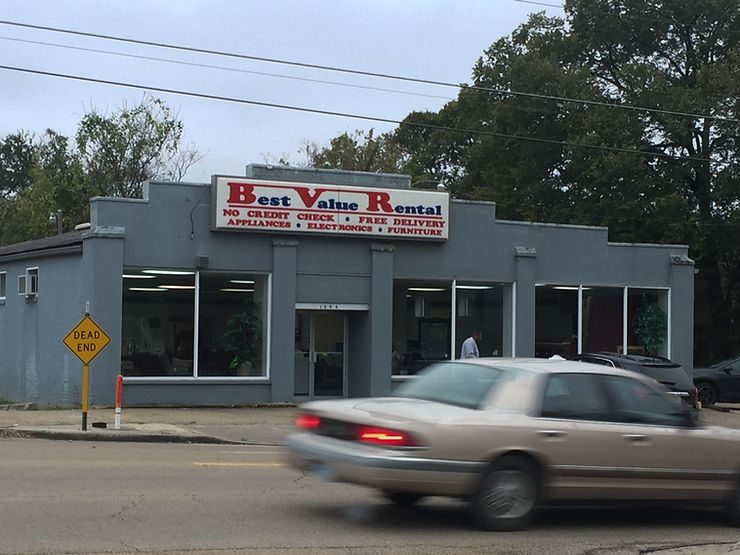 Best Value Rental
NO CREDIT CHECK • FREE DELIVERY
APPLIANCES • ELECTRONICS • FURNITURE
DEAD
END